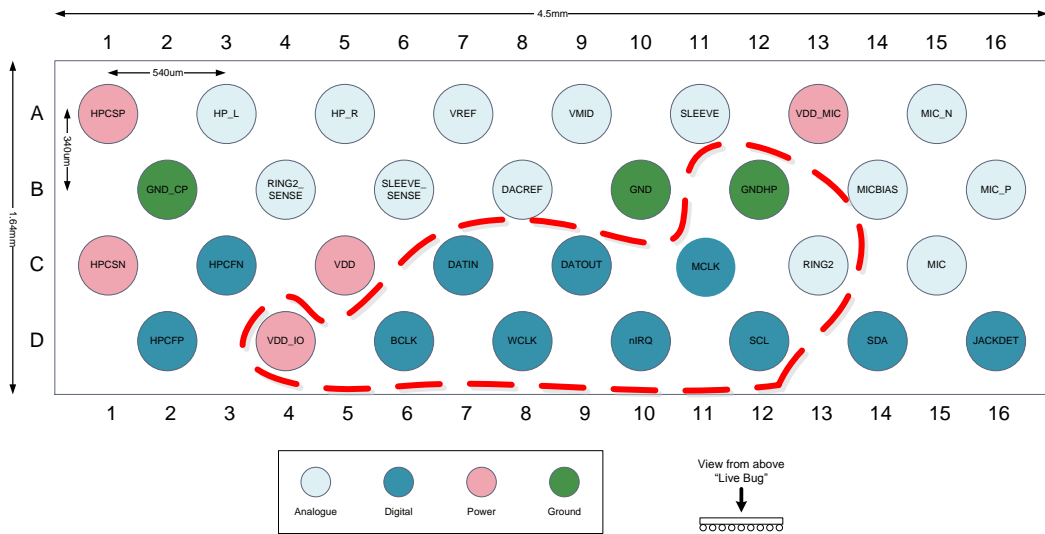 4.5mm
1 2 3 4 5 6 7 8 9 10 11 12 13 14 15 16
540um
A HPCSP HP_L HP_R VREF VMID SLEEVE VDD_MIC MIC_N
340um
B GND_CP RING2_ SENSE SLEEVE_ SENSE DACREF GND GNDHP MICBIAS MIC_P
1.64mm
C HPCSN HPCFN VDD DATIN DATOUT MCLK RING2 MIC
D HPCFP VDD_IO BCLK WCLK nIRQ SCL SDA JACKDET
1 2 3 4 5 6 7 8 9 10 11 12 13 14 15 16
Analogue Digital Power Ground
View from above
“Live Bug”